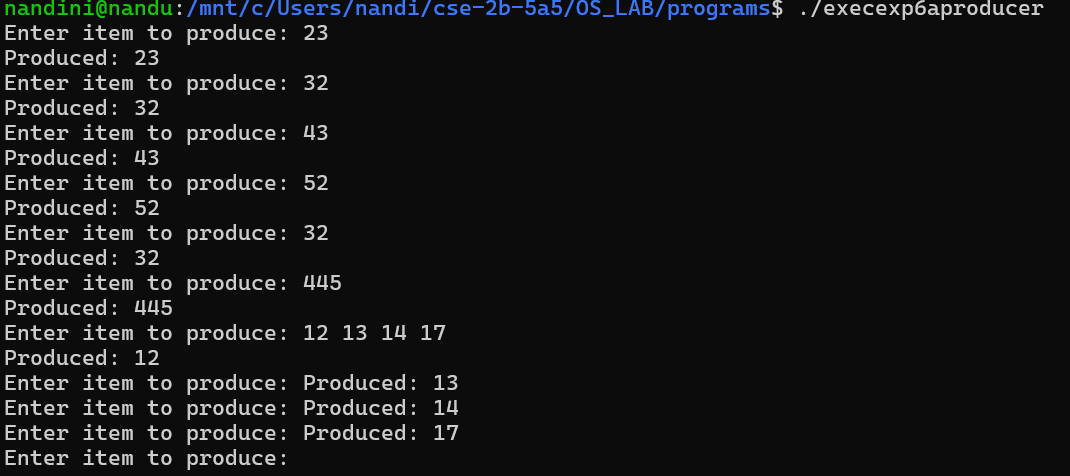 nandini@nandu:/mnt/c/Users/nandi/cse-2b-5a5/OS_LAB/programs$ ./execexp6aproducer
Enter item to produce: 23
Produced: 23
Enter item to produce: 32
Produced: 32
Enter item to produce: 43
Produced: 43
Enter item to produce: 52
Produced: 52
Enter item to produce: 32
Produced: 32
Enter item to produce: 445
Produced: 445
Enter item to produce: 12 13 14 17
Produced: 12
Enter item to produce: Produced: 13
Enter item to produce: Produced: 14
Enter item to produce: Produced: 17
Enter item to produce: